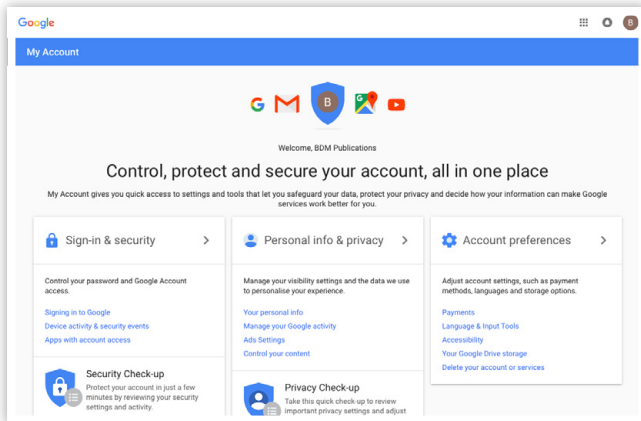 Google
B
My Account
G B G
Welcome, BDM Publications
Control, protect and secure your account, all in one place
My Account gives you quick access to settings and tools that let you safeguard your data, protect your privacy and decide how your information can make Google
services work better for you.
Sign-in & security
Control your password and Google Account
access.
Signing in to Google
Device activity & security events
Apps with account access
Security Check-up
Protect your account in just a few
minutes by reviewing your security
settings and activity.
Personal info & privacy
Manage your visibility settings and the data we use
to personalise your experience.
Your personal info
Manage your Google activity
Ads Settings
Control your content
Privacy Check-up
Take this quick check-up to review
important privacy settings and adjust
Account preferences
Adjust account settings, such as payment
methods, languages and storage options.
Payments
Language & Input Tools
Accessibility
Your Google Drive storage
Delete your account or services